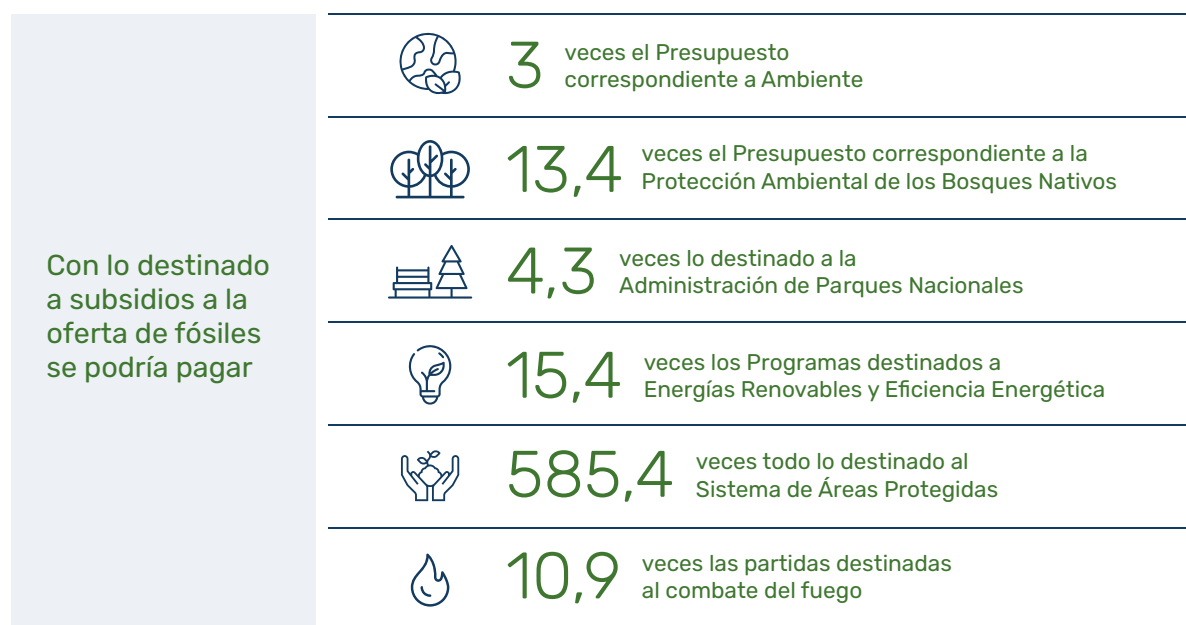 Con lo destinado
a subsidios a la
oferta de fósiles
se podría pagar
3
veces el Presupuesto
correspondiente a Ambiente
13,4
veces el Presupuesto correspondiente a la
Protección Ambiental de los Bosques Nativos
4,3
veces lo destinado a la
Administración de Parques Nacionales
15,4
veces los Programas destinados a
Energías Renovables y Eficiencia Energética
585,4
veces todo lo destinado al
Sistema de Áreas Protegidas
10,9
veces las partidas destinadas
al combate del fuego